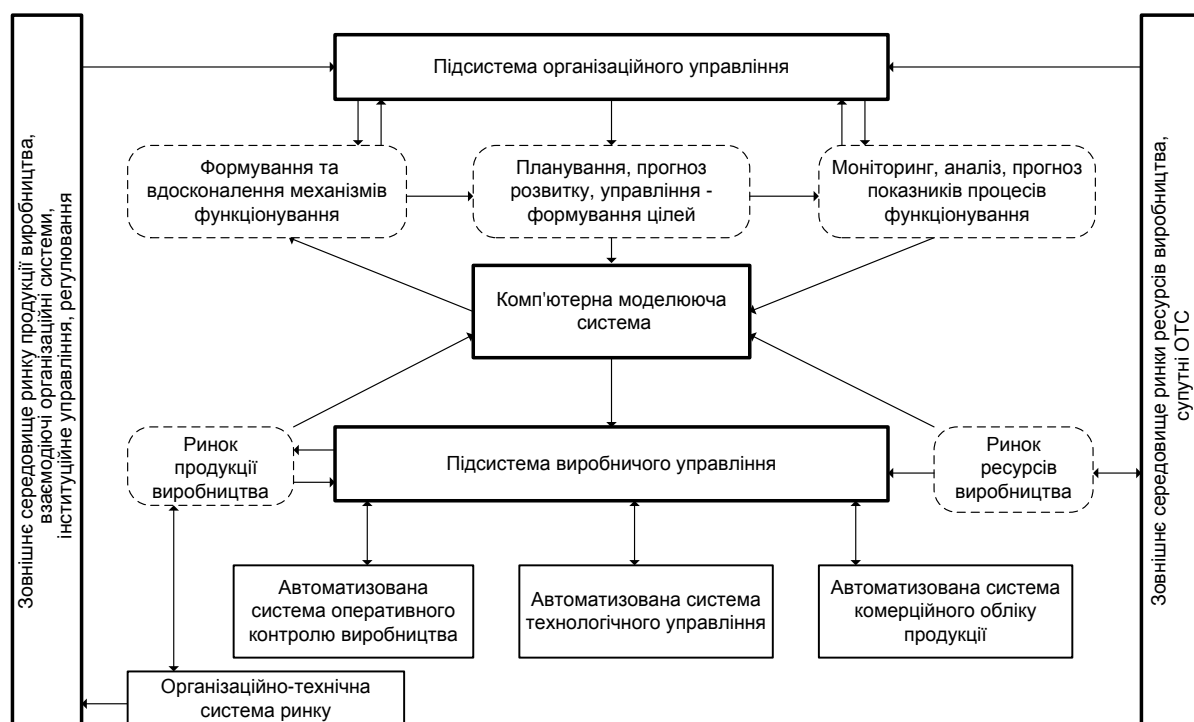 Зовнішнє середовище ринку продукції виробництва,
взаємодіючі організаційні системи,
інституційне управління, регулювання
Підсистема організаційного управління
Формування та
вдосконалення механізмів
функціонування
Планування, прогноз
розвитку, управління -
формування цілей
Моніторинг, аналіз, прогноз
показників процесів
функціонування
Комп'ютерна моделююча
система
Ринок
продукції
виробництва
Підсистема виробничого управління
Ринок
ресурсів
виробництва
Автоматизована
система оперативного
контролю виробництва
Автоматизована система
технологічного управління
Автоматизована система
комерційного обліку
продукції
Організаційно-технічна
система ринку
Зовнішнє середовище ринки ресурсів виробництва,
супутні ОТС